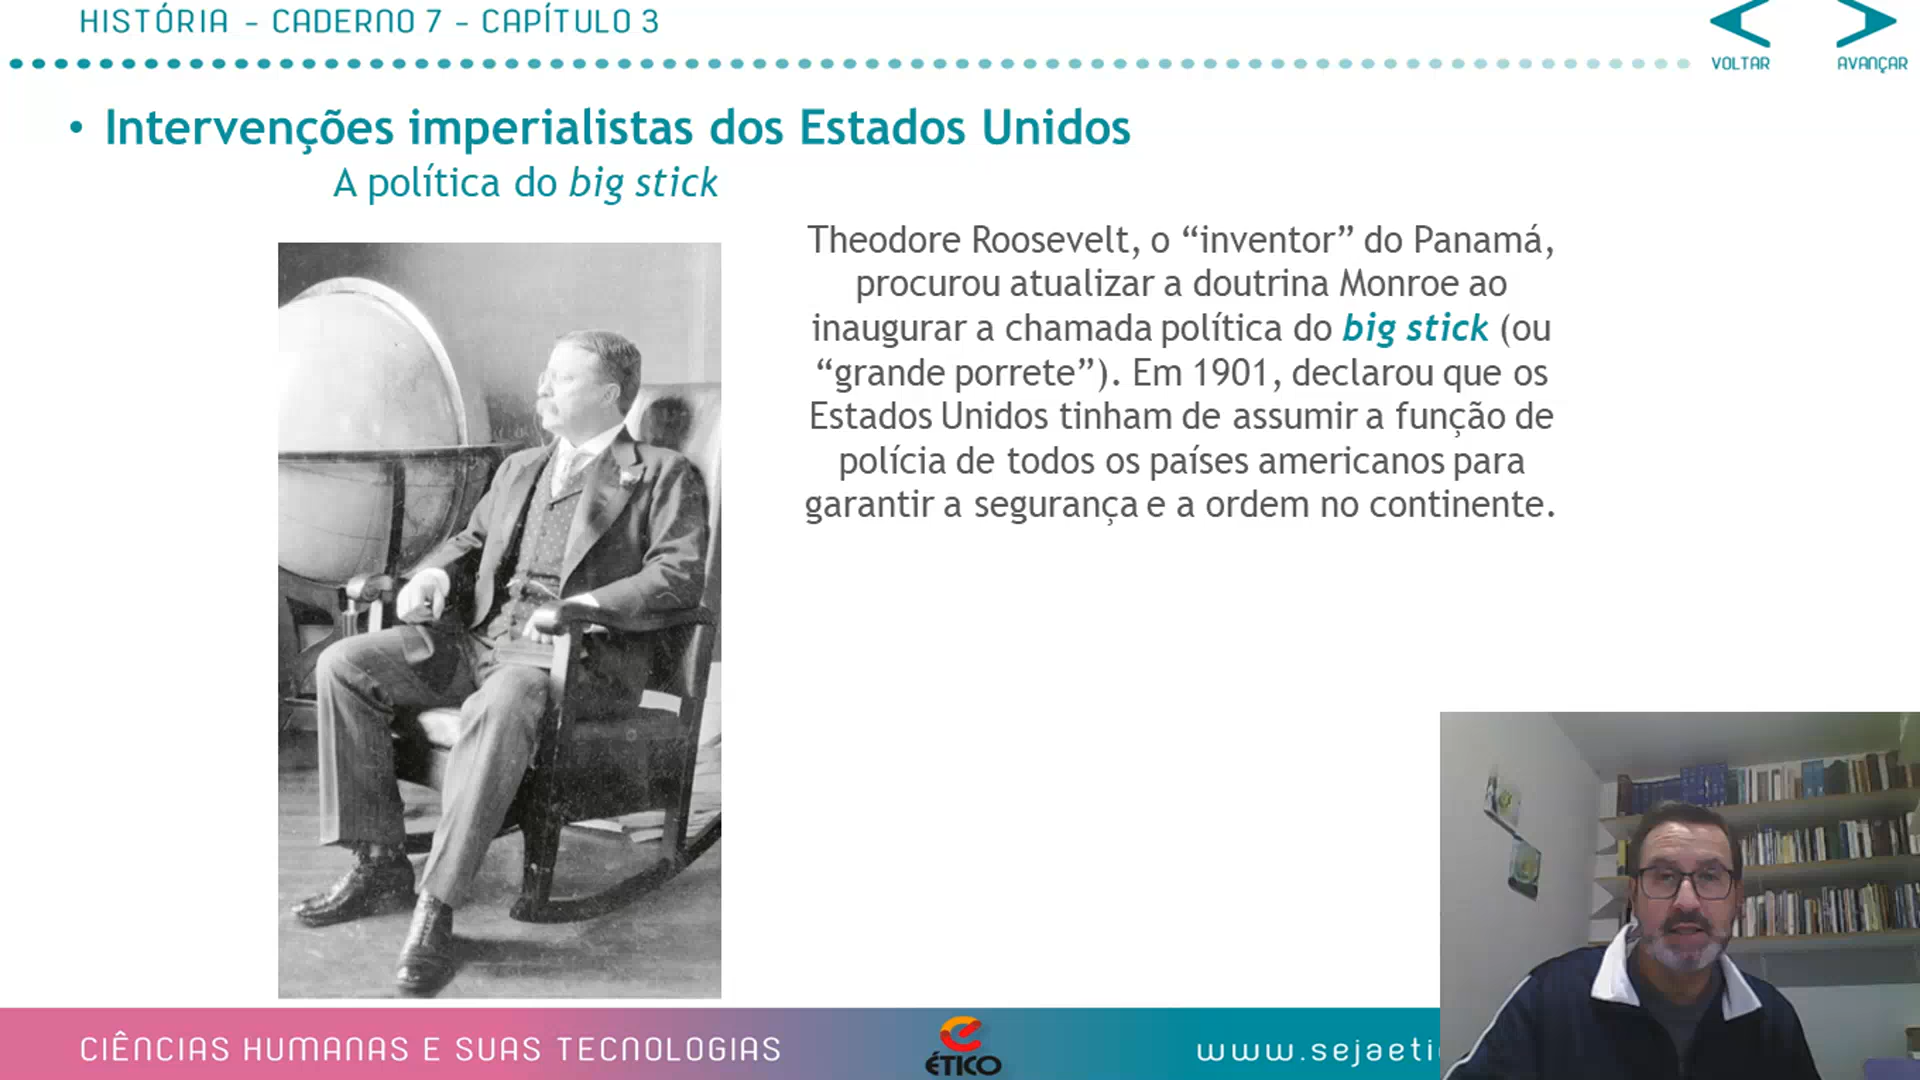 HISTÓRIA - CADERNO 7 - CAPÍTULO 3
VOLTAR
AVANÇAR
• Intervenções imperialistas dos Estados Unidos
A política do big stick
Theodore Roosevelt, o “inventor” do Panamá,
procurou atualizar a doutrina Monroe ao
inaugurar a chamada política do big stick (ou
“grande porrete”). Em 1901, declarou que os
Estados Unidos tinham de assumir a função de
polícia de todos os países americanos para
garantir a segurança e a ordem no continente.
CIÊNCIAS HUMANAS E SUAS TECNOLOGIAS
ÉTICO
www.sejaeti